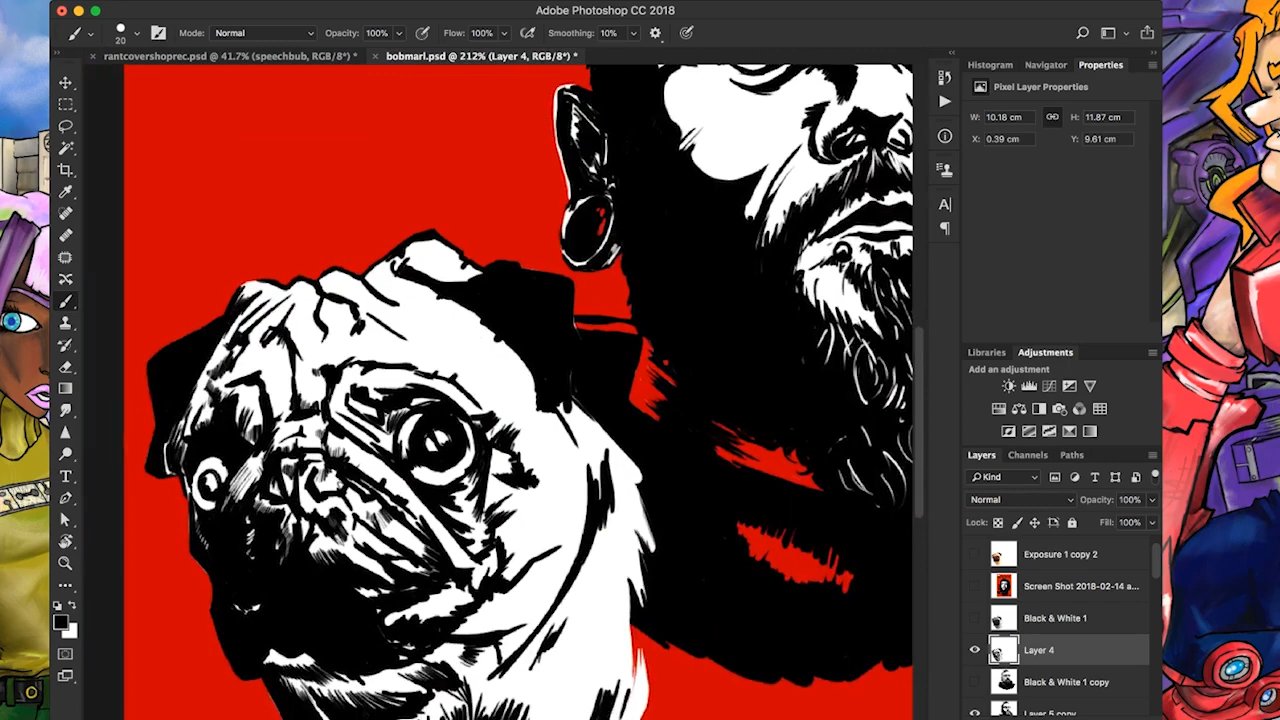 Adobe Photoshop CC 2018
20 Mode: Normal Opacity: 100% Flow: 100% Smoothing: 10%
rantcovershoprec.psd @ 41.7% (speechbub, RGB/8*) * bobmarl.psd @ 212% (Layer 4, RGB/8*) *
Histogram Navigator Properties
Pixel Layer Properties
W: 10.18 cm H: 11.87 cm
X: 0.39 cm Y: 9.61 cm
Libraries Adjustments
Add an adjustment
Layers Channels Paths
Kind
Normal Opacity: 100%
Lock: Fill: 100%
Exposure 1 copy 2
Screen Shot 2018-02-14 a...
Black & White 1
Layer 4
Black & White 1 copy
Layer 5 copy